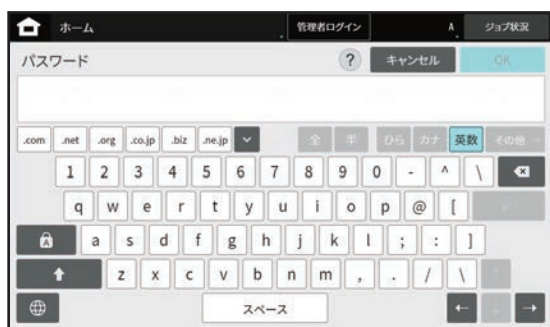 ホーム 管理者ログイン A ジョブ状況
パスワード ? キャンセル OK
.com .net .org .co.jp .biz .ne.jp 全 半 ひら カナ 英数 その他
1 2 3 4 5 6 7 8 9 0 - ^ \
q w e r t y u i o p @ [
A a s d f g h j k l ; : ]
z x c v b n m , . / \
スペース